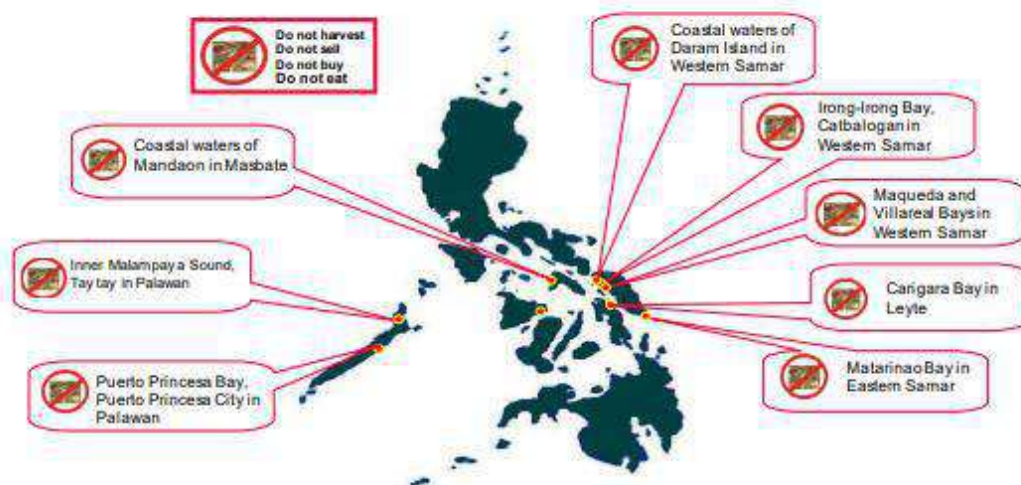 Do not harvest
Do not sell
Do not buy
Do not eat
Coastal waters of
Daram Island in
Western Samar
Irong-Irong Bay,
Catbalogan in
Western Samar
Coastal waters of
Mandaon in Masbate
Maqueda and
Villareal Bays in
Western Samar
Inner Malampaya Sound,
Taytay in Palawan
Carigara Bay in
Leyte
Puerto Princesa Bay,
Puerto Princesa City in
Palawan
Matarinao Bay in
Eastern Samar